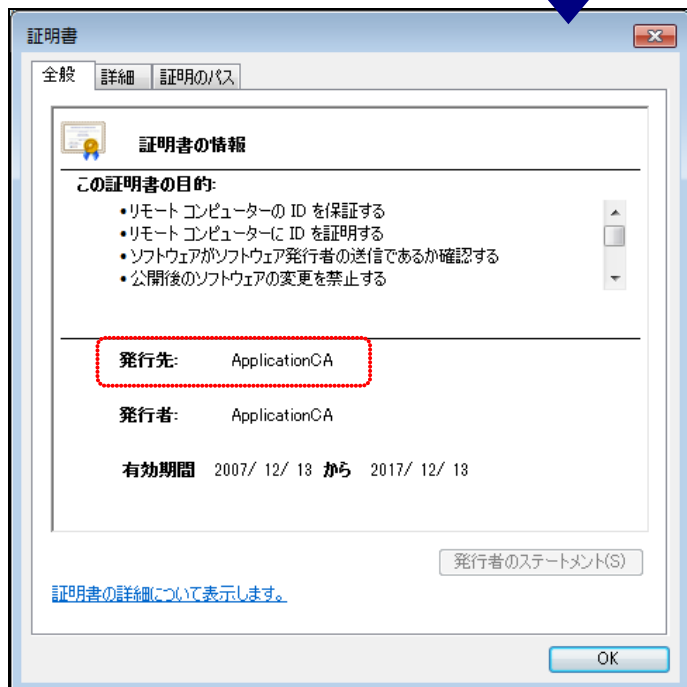 証明書
全般 詳細 証明のパス
証明書の情報
この証明書の目的:
•リモート コンピューターの ID を保証する
•リモート コンピューターに ID を証明する
•ソフトウェアがソフトウェア発行者の送信であるか確認する
•公開後のソフトウェアの変更を禁止する
発行先: ApplicationCA
発行者: ApplicationCA
有効期間 2007/ 12/ 13 から 2017/ 12/ 13
発行者のステートメント(S)
証明書の詳細について表示します。
OK